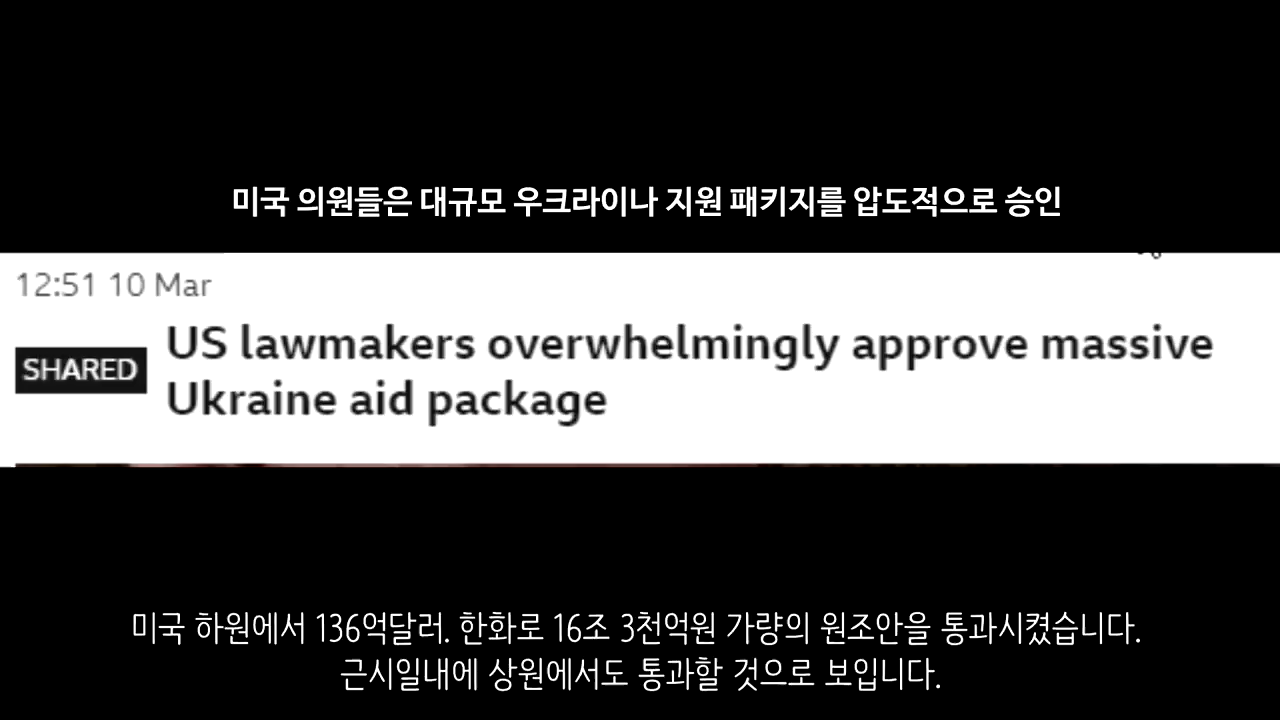 미국 의원들은 대규모 우크라이나 지원 패키지를 압도적으로 승인
12:51 10 Mar
SHARED
US lawmakers overwhelmingly approve massive
Ukraine aid package
미국 하원에서 136억달러. 한화로 16조 3천억원 가량의 원조안을 통과시켰습니다.
근시일내에 상원에서도 통과할 것으로 보입니다.